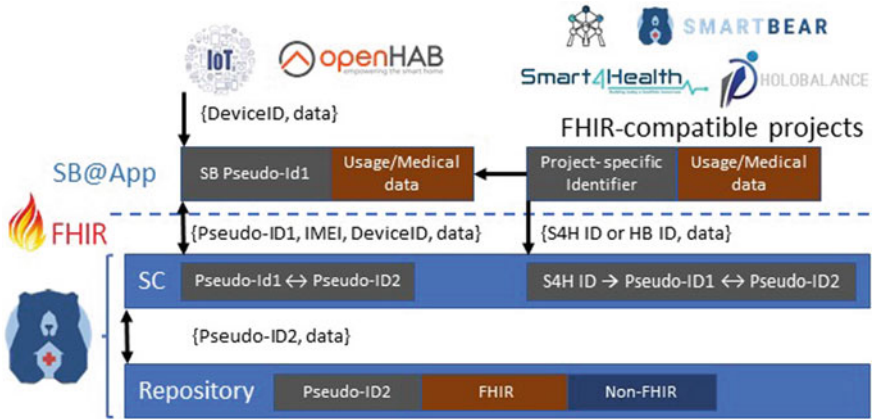 IoT
openHAB
empowering the smart home
SMARTBEAR
Smart4Health
HOLOBALANCE
{DeviceID, data}
FHIR-compatible projects
SB@App
SB Pseudo-Id1
Usage/Medical
data
Project-specific
Identifier
Usage/Medical
data
FHIR
{Pseudo-ID1, IMEI, DeviceID, data}
{S4H ID or HB ID, data}
SC
Pseudo-Id1 ↔ Pseudo-ID2
S4H ID → Pseudo-ID1 ↔ Pseudo-ID2
{Pseudo-ID2, data}
Repository
Pseudo-ID2
FHIR
Non-FHIR